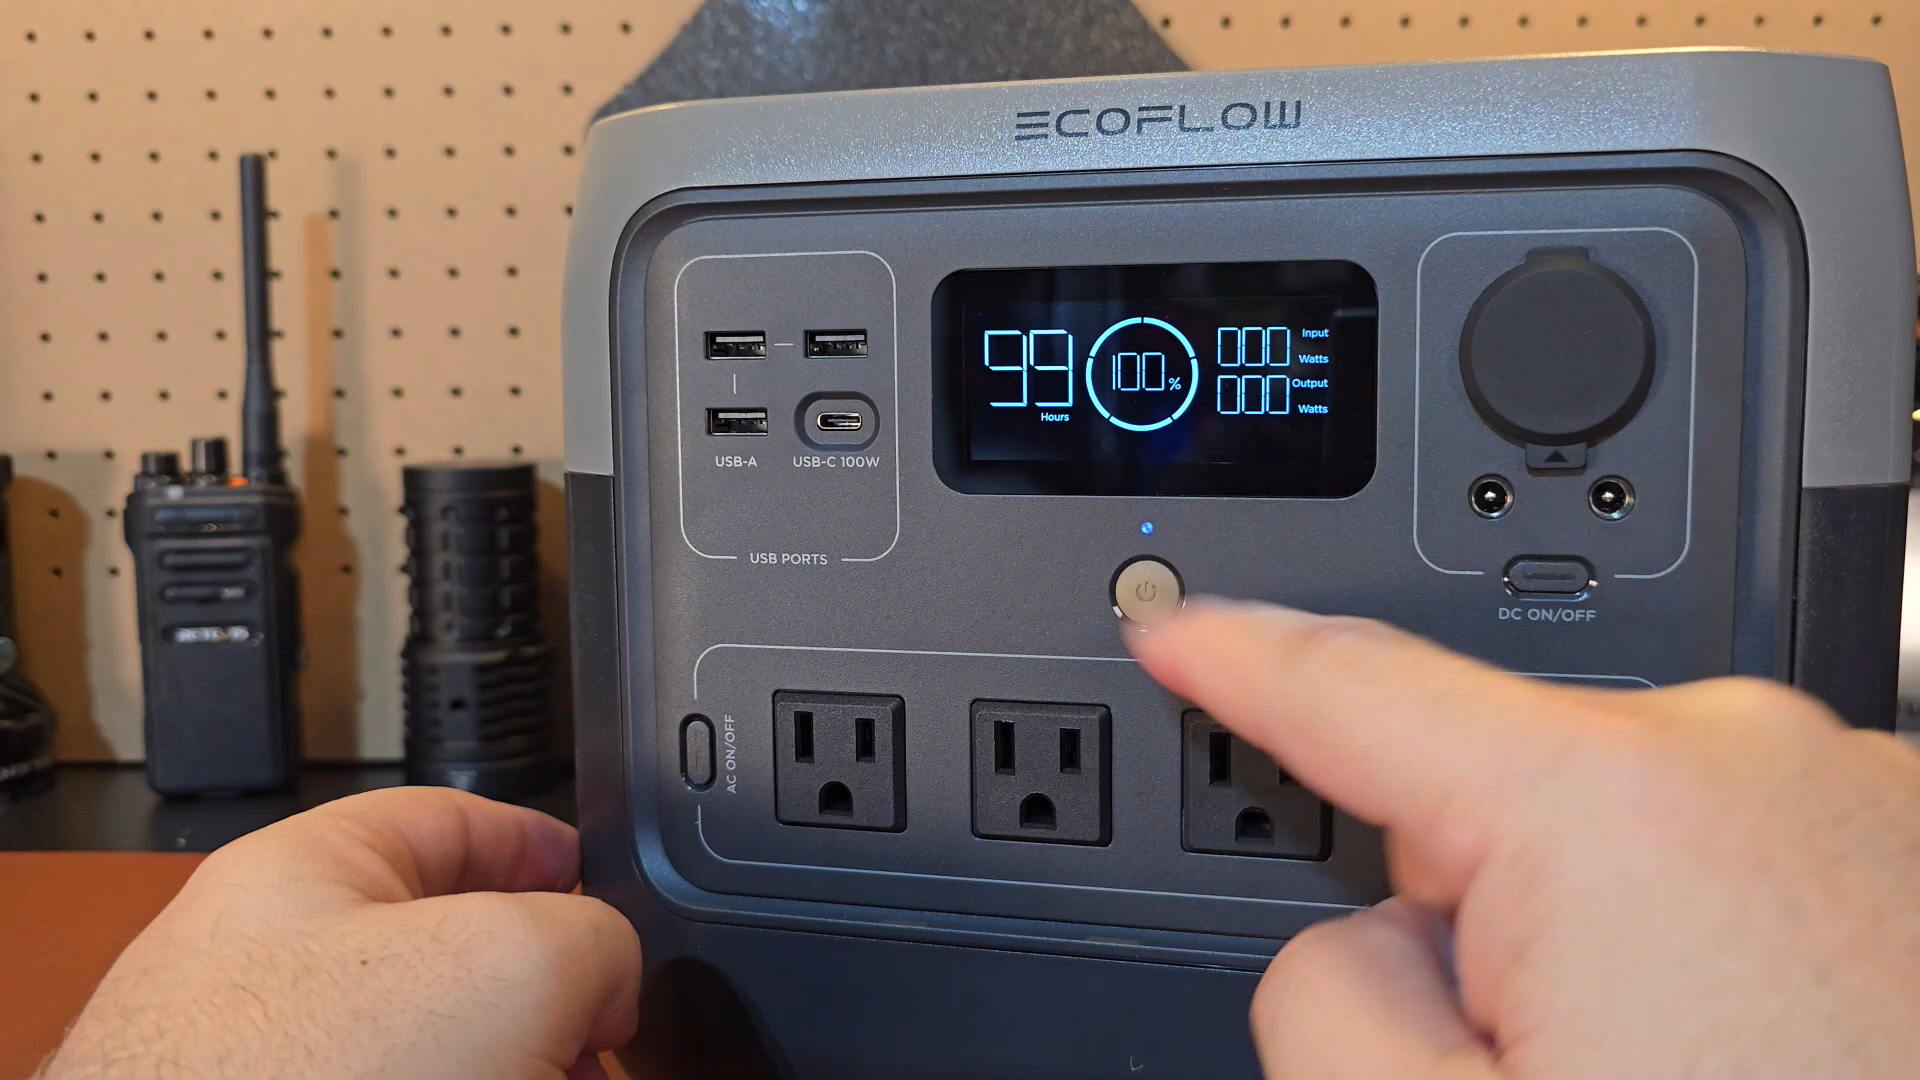 ECOFLOW
99
Hours
100%
000 Input
Watts
000 Output
Watts
USB-A
USB-C 100W
USB PORTS
DC ON/OFF
AC ON/OFF